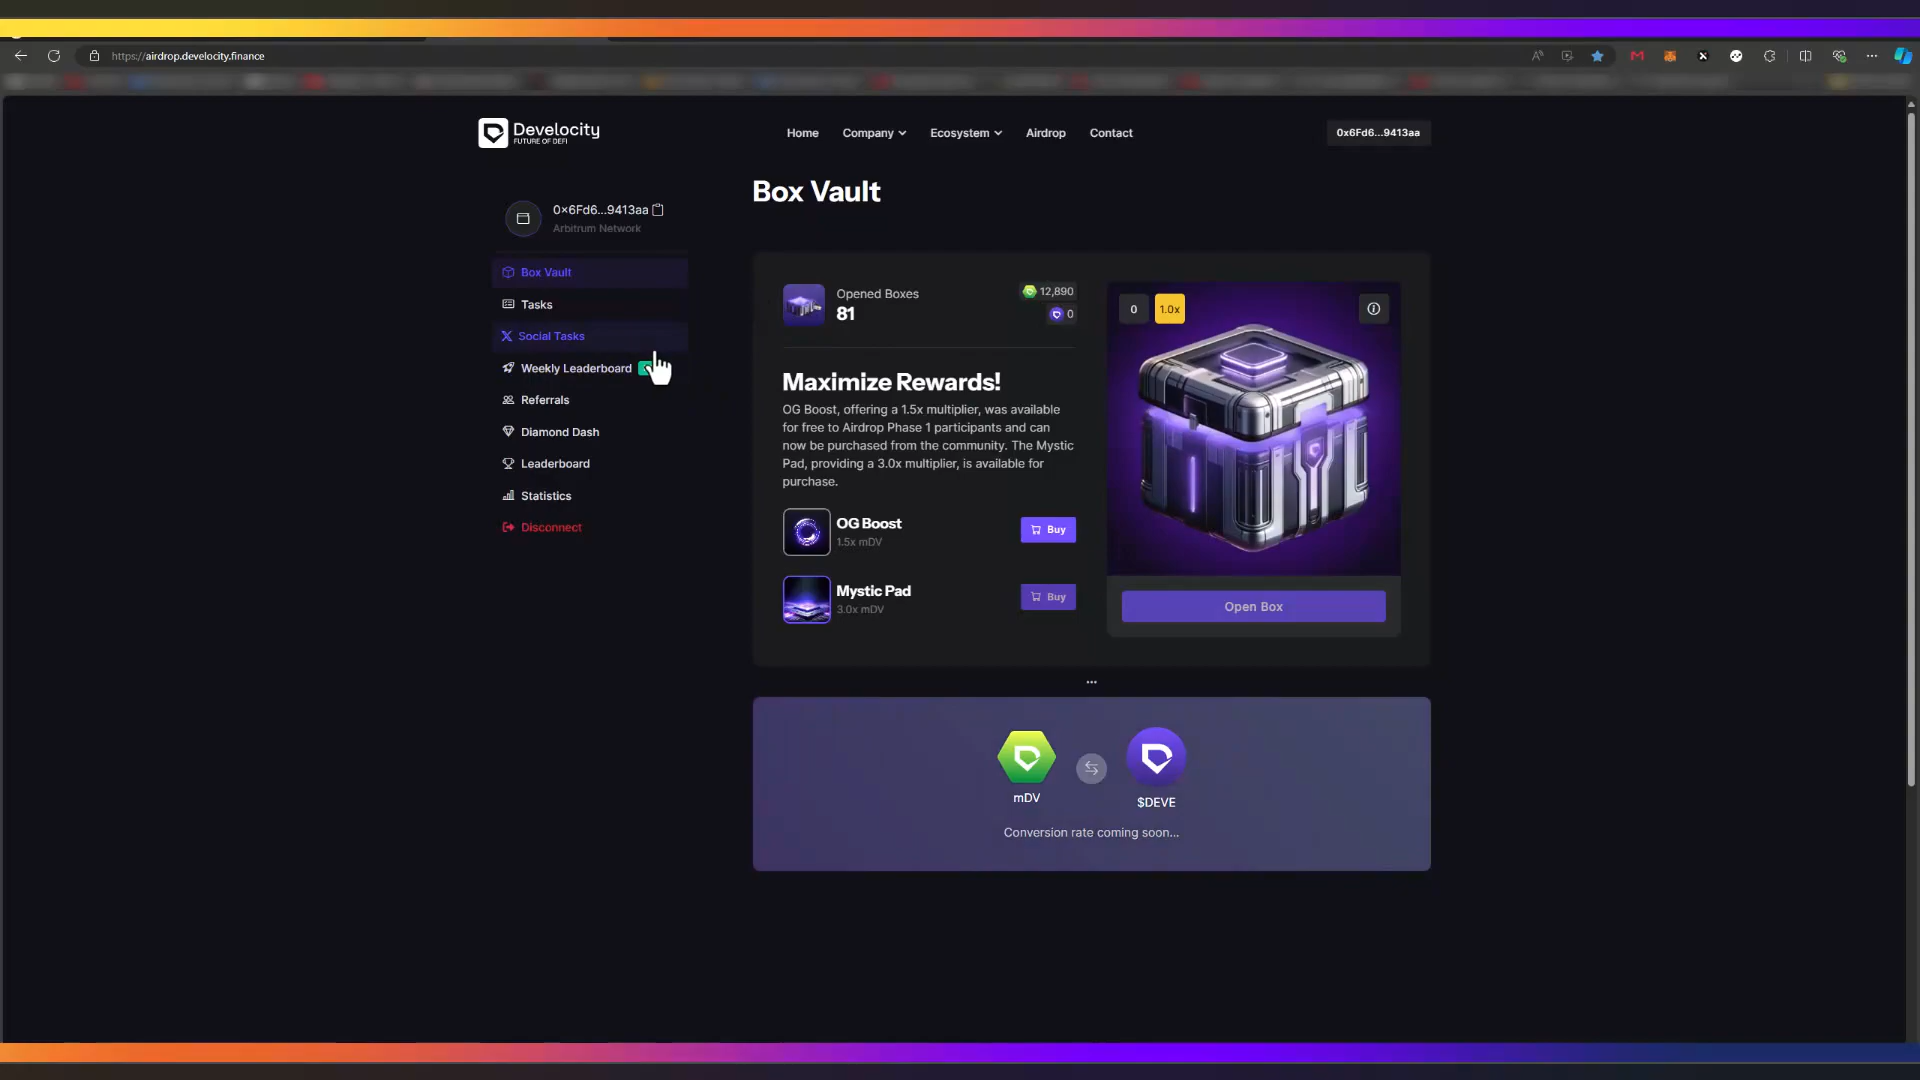 https://airdrop.develocity.finance
Develocity
FUTURE OF DEFI
Home
Company
Ecosystem
Airdrop
Contact
0x6Fd6...9413aa
0x6Fd6...9413aa
Arbitrum Network
Box Vault
Tasks
Social Tasks
Weekly Leaderboard
Referrals
Diamond Dash
Leaderboard
Statistics
Disconnect
Box Vault
Opened Boxes
81
12,890
0
Maximize Rewards!
OG Boost, offering a 1.5x multiplier, was available
for free to Airdrop Phase 1 participants and can
now be purchased from the community. The Mystic
Pad, providing a 3.0x multiplier, is available for
purchase.
OG Boost
1.5x mDV
Buy
Mystic Pad
3.0x mDV
Buy
0
1.0x
Open Box
...
mDV
$DEVE
Conversion rate coming soon...